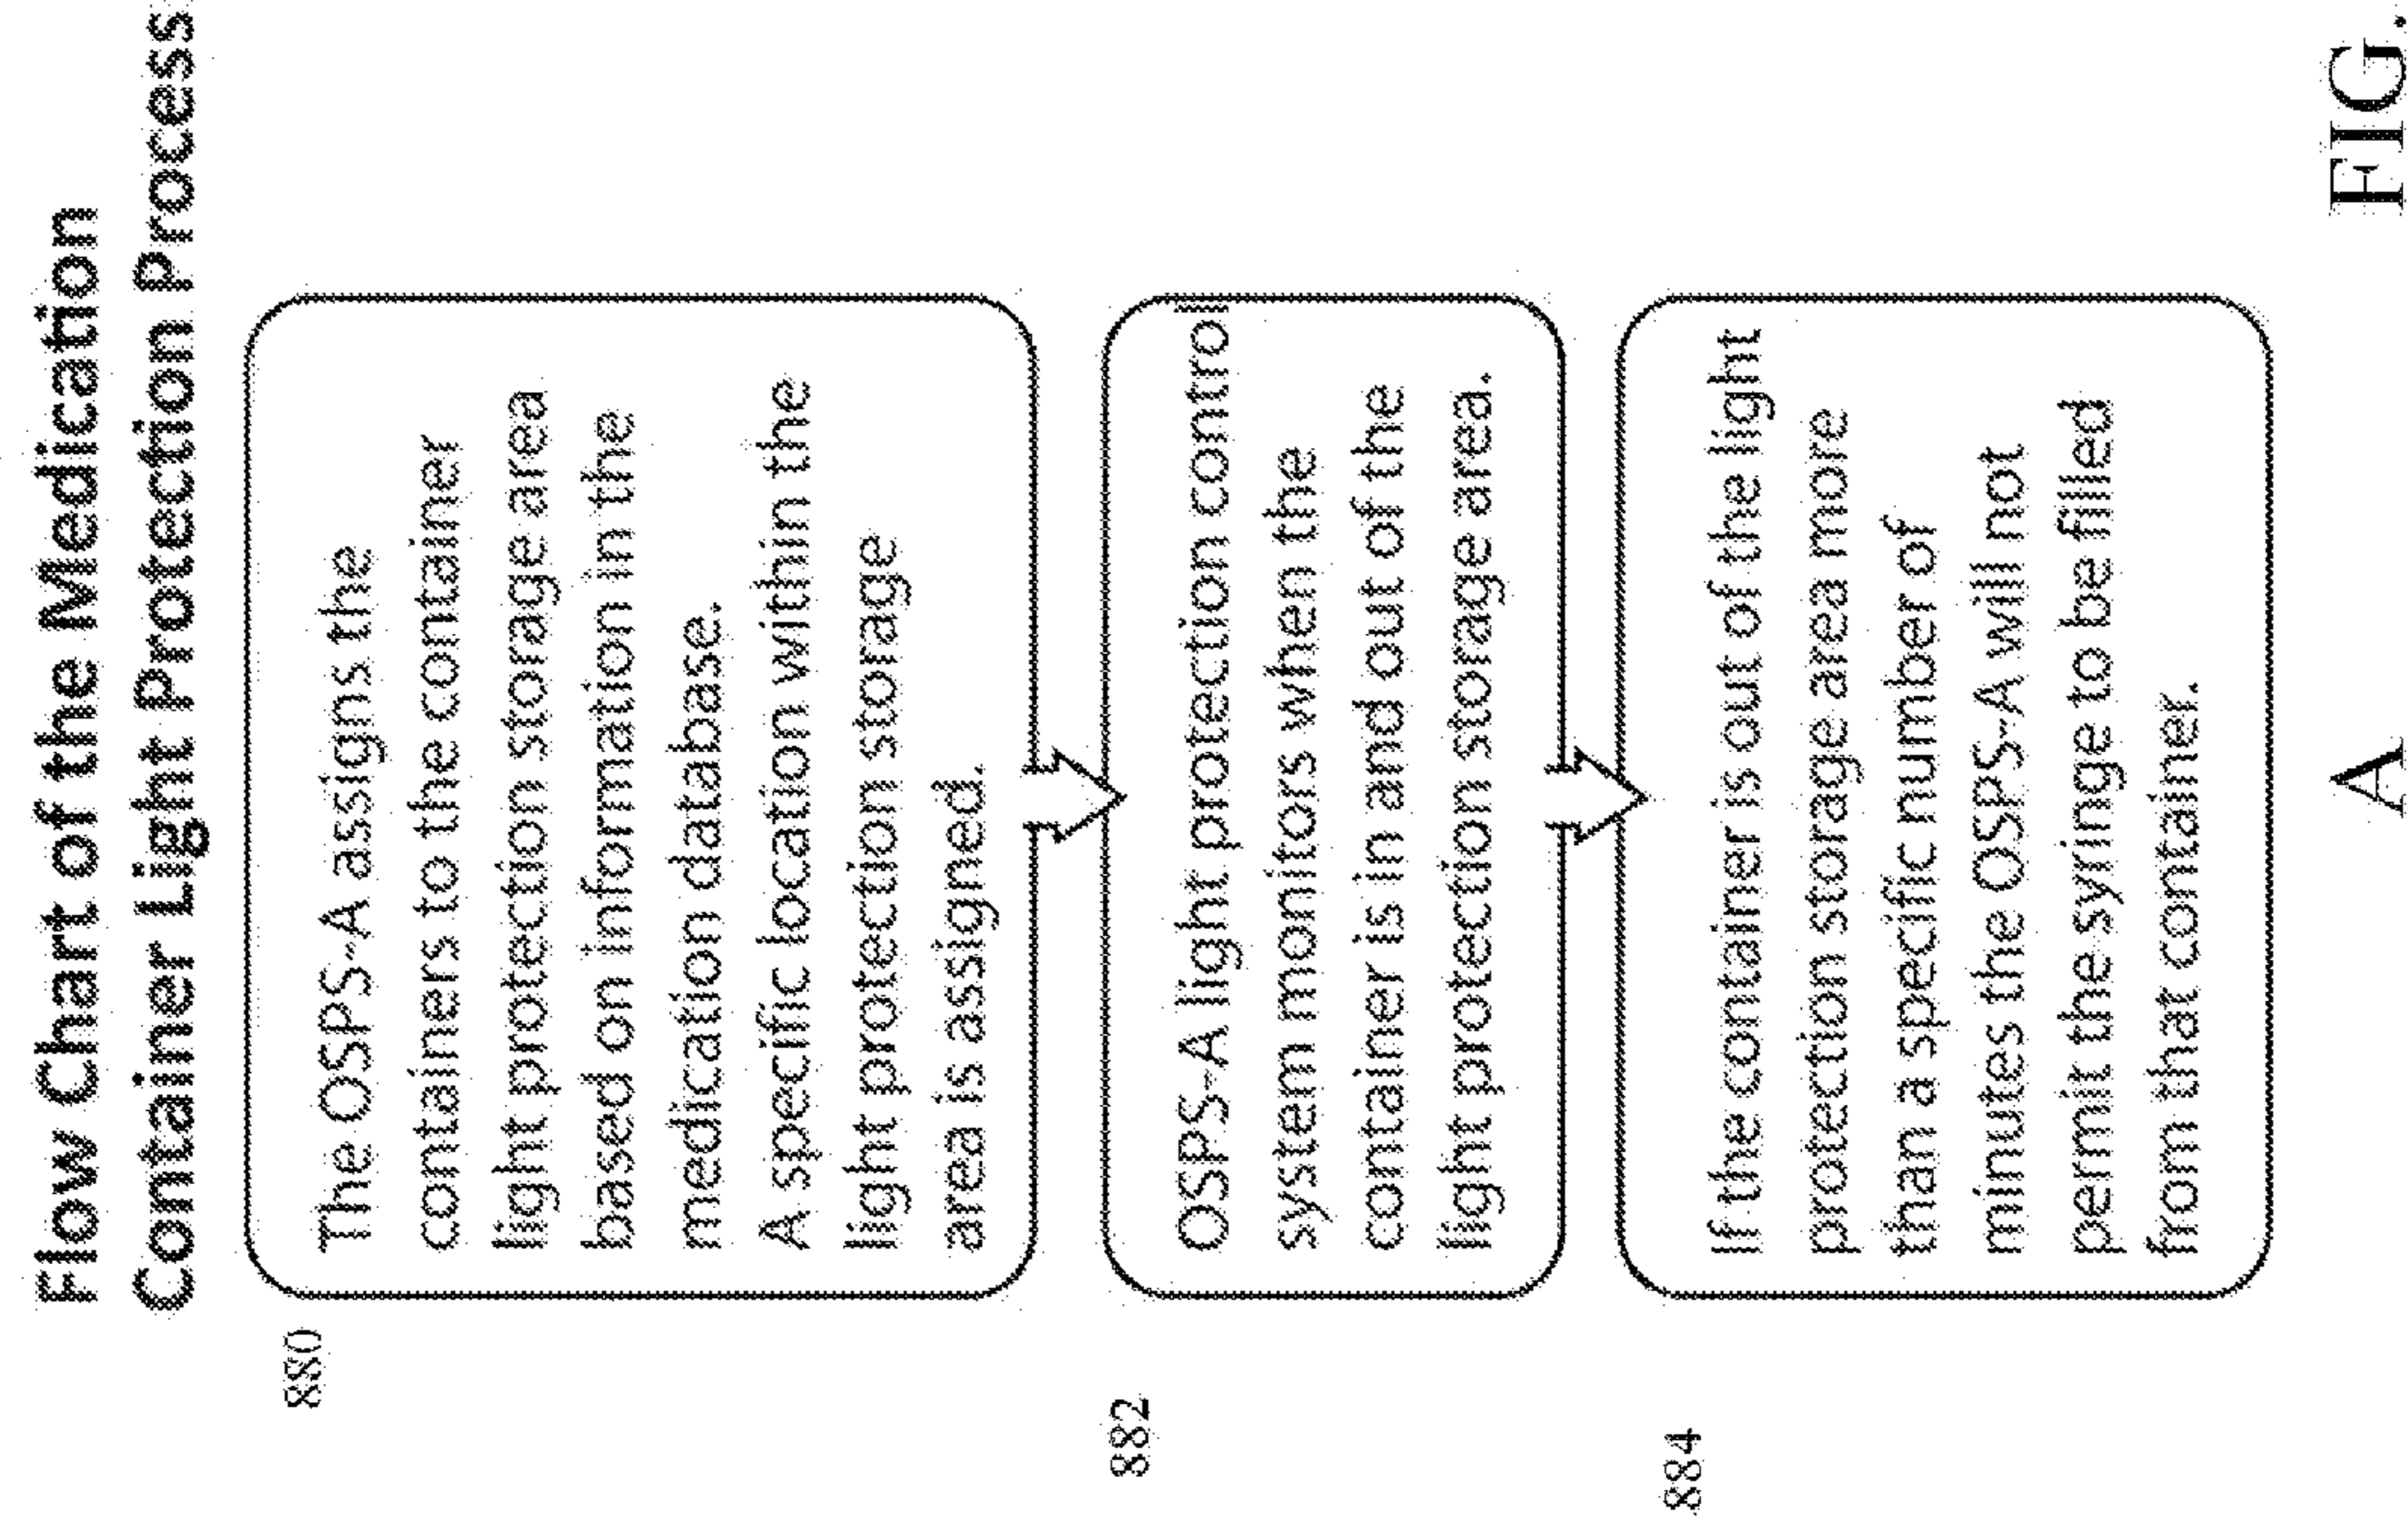 Flow Chart of the Medication
Container Light Protection Process
880
The OSPS-A assigns the
containers to the container
light protection storage area
based on information in the
medication database.
A specific location within the
light protection storage
area is assigned.
882
OSPS-A light protection control
system monitors when the
container is in and out of the
light protection storage area.
884
If the container is out of the light
protection storage area more
than a specific number of
minutes the OSPS-A will not
permit the syringe to be filled
from that container.
A
FIG.